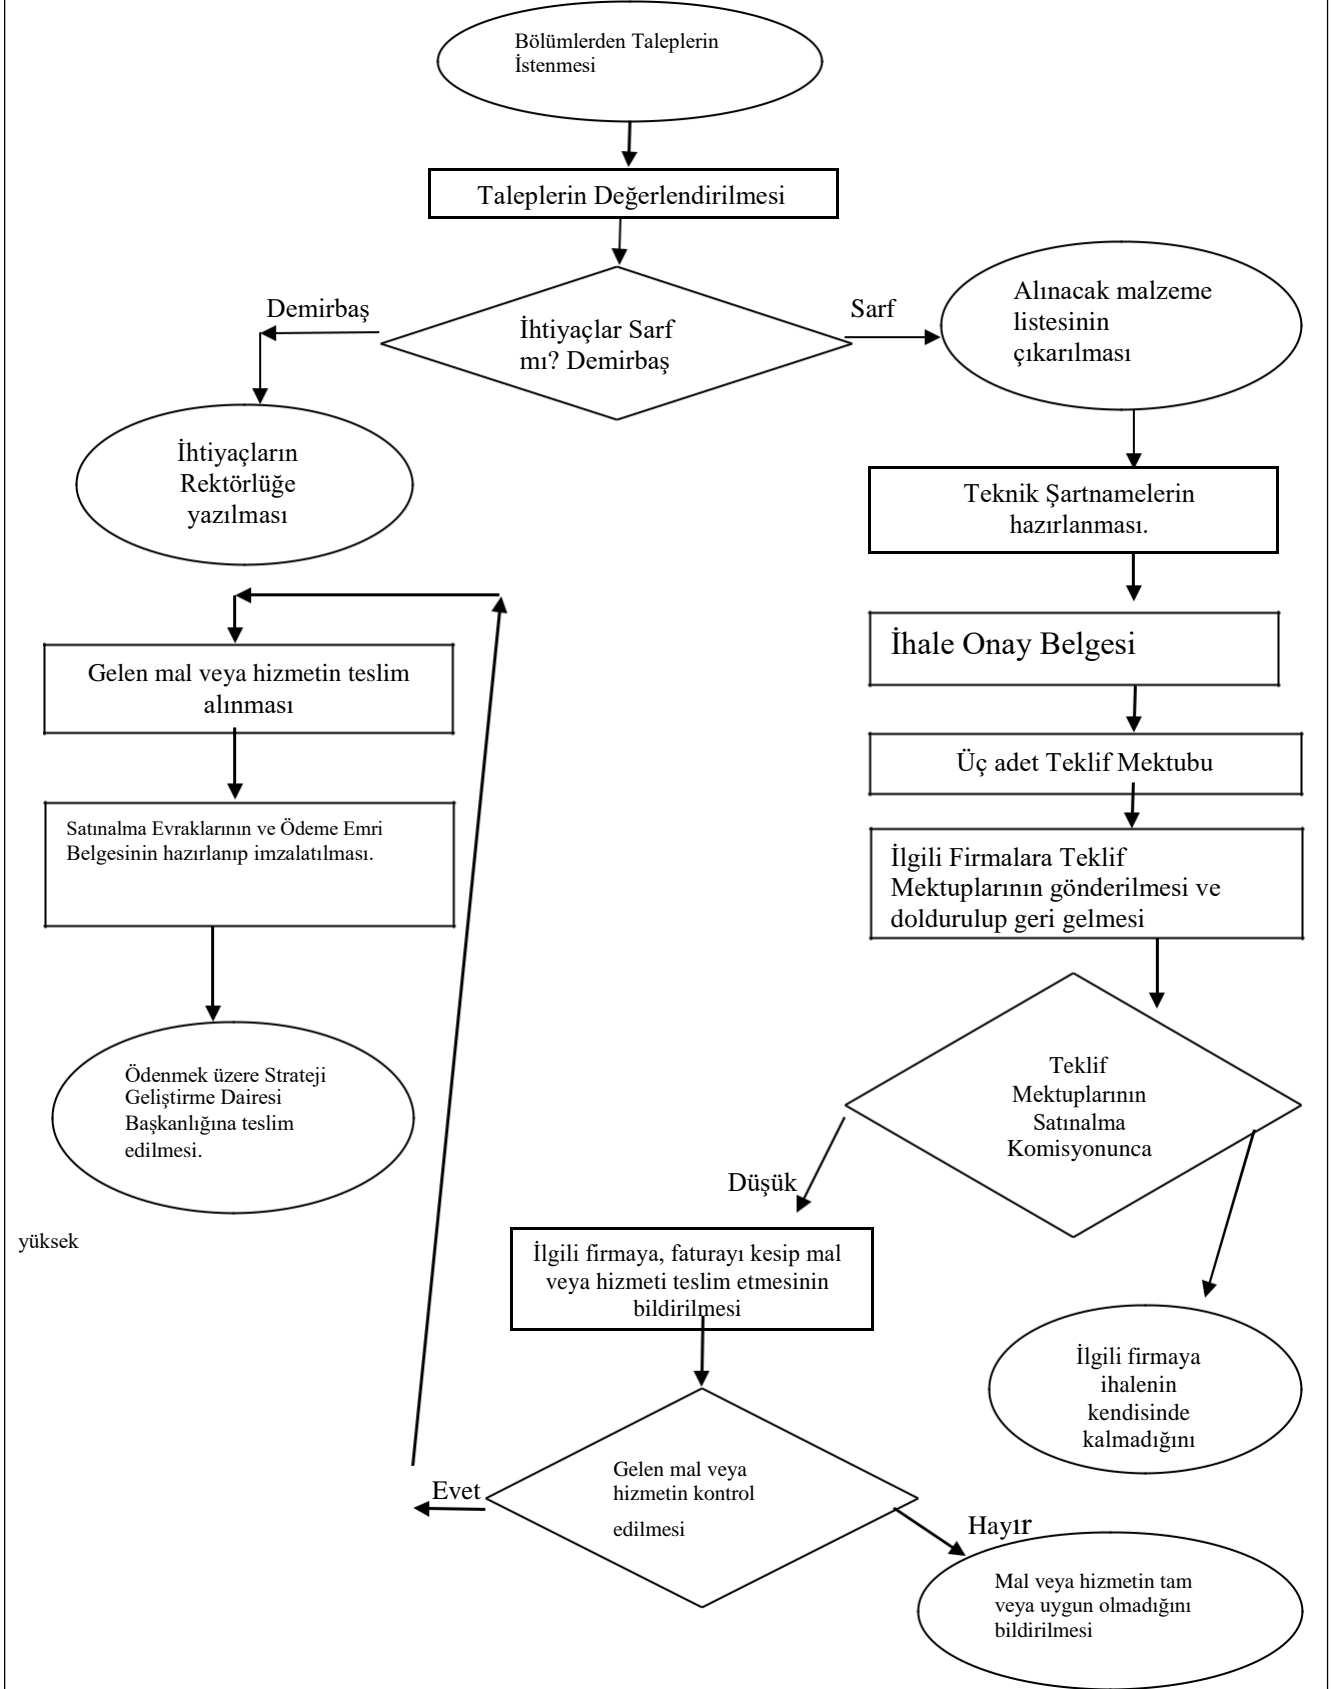 Bölümlerden Taleplerin
İstenmesi
Taleplerin Değerlendirilmesi
Demirbaş
İhtiyaçlar Sarf
mı? Demirbaş
Sarf
Alınacak malzeme
listesinin
çıkarılması
İhtiyaçların
Rektörlüğe
yazılması
Teknik Şartnamelerin
hazırlanması.
İhale Onay Belgesi
Gelen mal veya hizmetin teslim
alınması
Üç adet Teklif Mektubu
Satınalma Evraklarının ve Ödeme Emri
Belgesinin hazırlanıp imzalatılması.
İlgili Firmalara Teklif
Mektuplarının gönderilmesi ve
doldurulup geri gelmesi
Ödenmek üzere Strateji
Geliştirme Dairesi
Başkanlığına teslim
edilmesi.
Teklif
Mektuplarının
Satınalma
Komisyonunca
Düşük
yüksek
İlgili firmaya, faturayı kesip mal
veya hizmeti teslim etmesinin
bildirilmesi
İlgili firmaya
ihalenin
kendisinde
kalmadığını
Gelen mal veya
hizmetin kontrol
edilmesi
Evet
Hayır
Mal veya hizmetin tam
veya uygun olmadığını
bildirilmesi